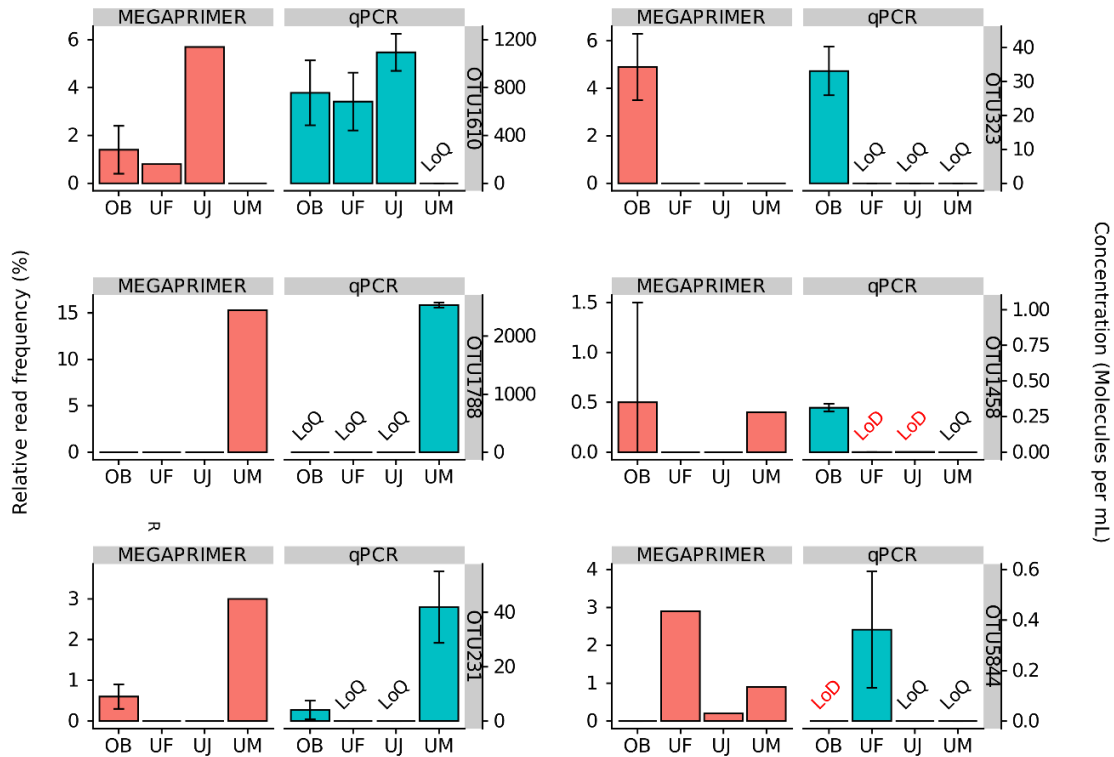 MEGAPRIMER qPCR MEGAPRIMER qPCR
6 1200 6 40
4 800 4 30
2 400 2 20
0 0 0 10
0
OTU1610 OTU323
LoQ LoQ LoQ LoQ
OB UF UJ UM OB UF UJ UM OB UF UJ UM OB UF UJ UM
Relative read frequency (%)
Concentration (Molecules per mL)
MEGAPRIMER qPCR MEGAPRIMER qPCR
15 2000 1.5 1.00
10 1000 1.0 0.75
5 0 0.5 0.50
0 0.0 0.25
0.00
OTU1788 OTU1458
LoQ LoQ LoQ LoD LoD LoQ
OB UF UJ UM OB UF UJ UM OB UF UJ UM OB UF UJ UM
R
MEGAPRIMER qPCR MEGAPRIMER qPCR
3 40 4 0.6
2 20 3 0.4
1 0 2 0.2
0 1 0.0
0
OTU231 OTU5844
LoQ LoQ LoD LoQ LoQ
OB UF UJ UM OB UF UJ UM OB UF UJ UM OB UF UJ UM